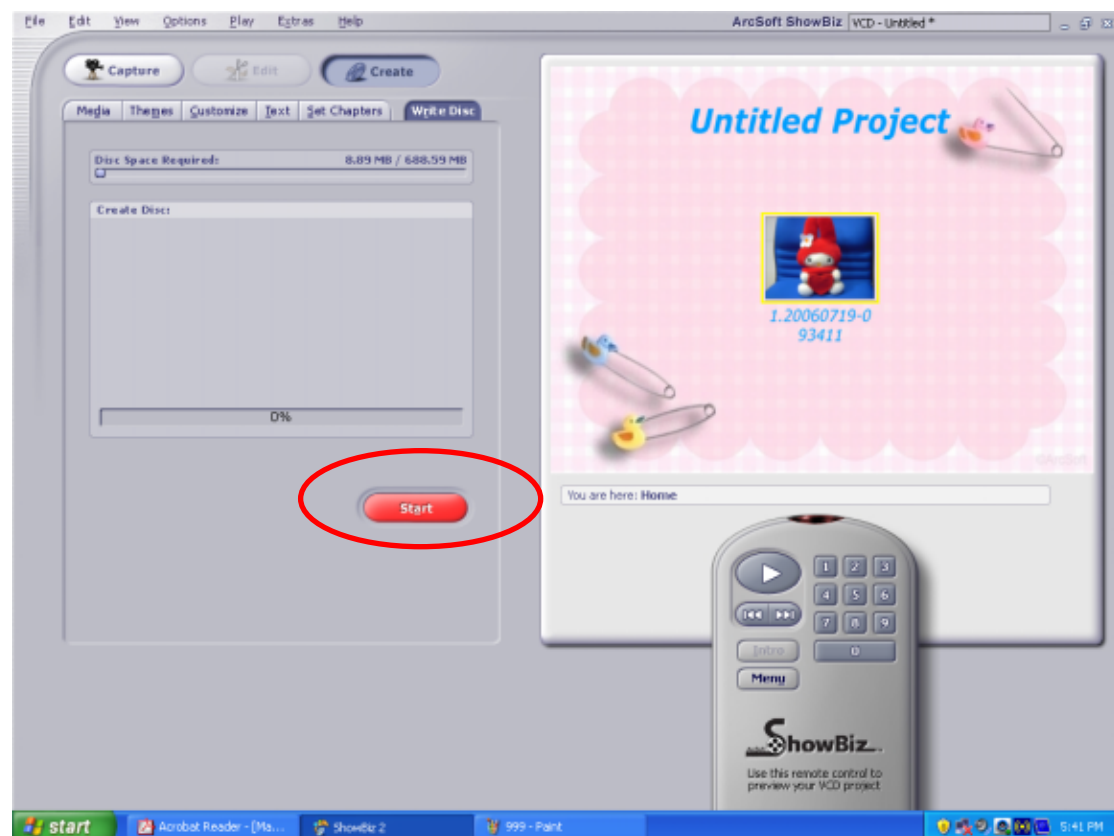 File Edit View Options Play Extras Help
ArcSoft ShowBiz VCD - Untitled *
Capture Edit Create
Media Themes Customize Text Set Chapters Write Disc
Disc Space Required: 8.89 MB / 688.59 MB
Create Disc:
0%
Start
Untitled Project
1.20060719-0
93411
©ArcSoft
You are here: Home
1 2 3
4 5 6
7 8 9
Intro 0
Menu
ShowBiz
Use this remote control to
preview your VCD project
start Acrobat Reader - [Ma... ShowBiz 2 999 - Paint 5:41 PM